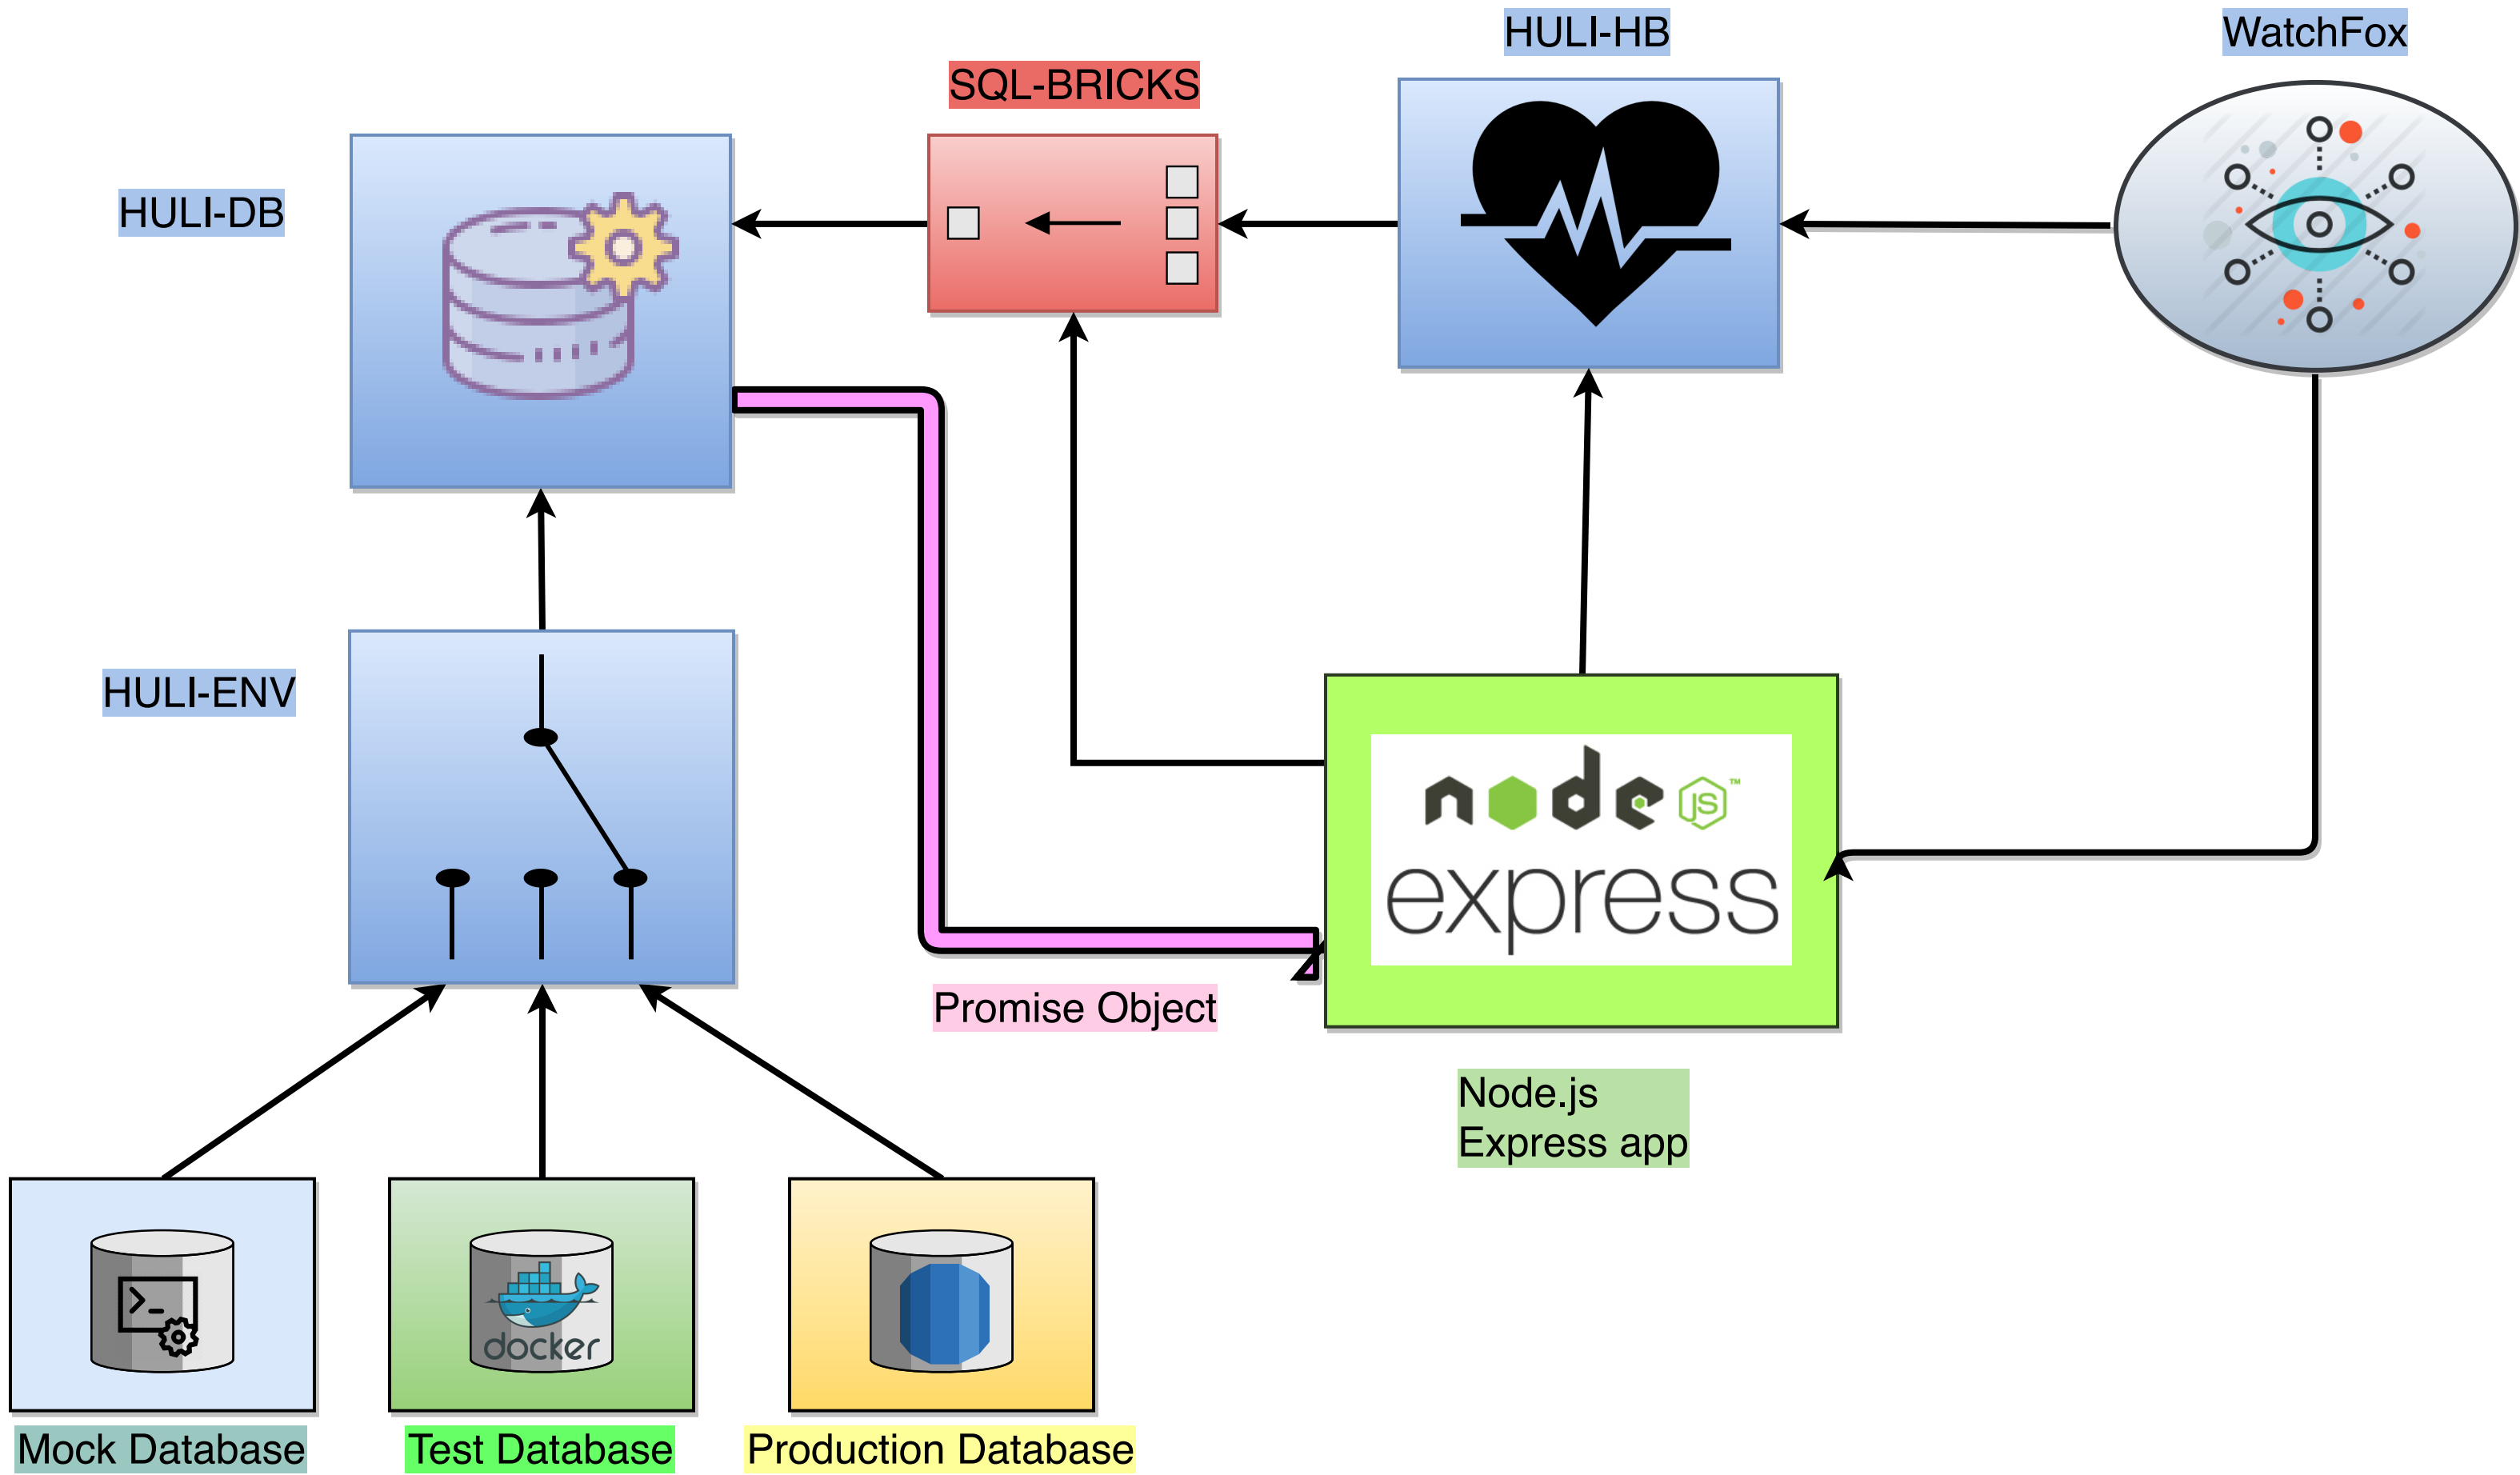 HULI-HB
WatchFox
SQL-BRICKS
HULI-DB
HULI-ENV
node JS ™
express
Promise Object
Node.js
Express app
docker
Mock Database
Test Database
Production Database